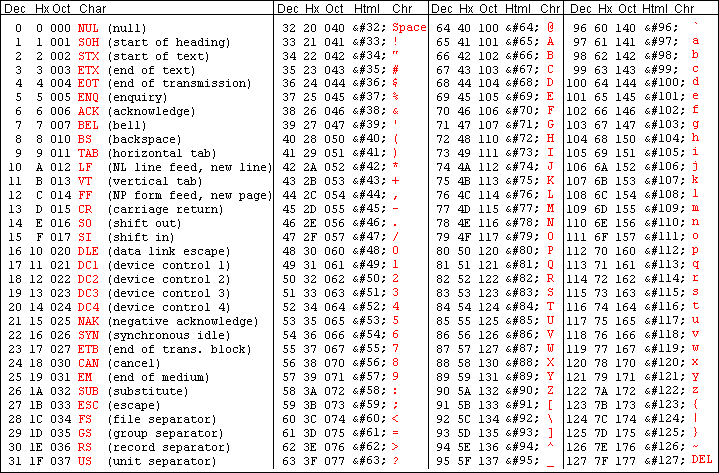 Dec Hx Oct Char Dec Hx Oct Html Chr Dec Hx Oct Html Chr Dec Hx Oct Html Chr
0 0 000 NUL (null) 32 20 040 &#32; Space 64 40 100 &#64; @ 96 60 140 &#96; `
1 1 001 SOH (start of heading) 33 21 041 &#33; ! 65 41 101 &#65; A 97 61 141 &#97; a
2 2 002 STX (start of text) 34 22 042 &#34; " 66 42 102 &#66; B 98 62 142 &#98; b
3 3 003 ETX (end of text) 35 23 043 &#35; # 67 43 103 &#67; C 99 63 143 &#99; c
4 4 004 EOT (end of transmission) 36 24 044 &#36; $ 68 44 104 &#68; D 100 64 144 &#100; d
5 5 005 ENQ (enquiry) 37 25 045 &#37; % 69 45 105 &#69; E 101 65 145 &#101; e
6 6 006 ACK (acknowledge) 38 26 046 &#38; & 70 46 106 &#70; F 102 66 146 &#102; f
7 7 007 BEL (bell) 39 27 047 &#39; ' 71 47 107 &#71; G 103 67 147 &#103; g
8 8 010 BS (backspace) 40 28 050 &#40; ( 72 48 110 &#72; H 104 68 150 &#104; h
9 9 011 TAB (horizontal tab) 41 29 051 &#41; ) 73 49 111 &#73; I 105 69 151 &#105; i
10 A 012 LF (NL line feed, new line) 42 2A 052 &#42; * 74 4A 112 &#74; J 106 6A 152 &#106; j
11 B 013 VT (vertical tab) 43 2B 053 &#43; + 75 4B 113 &#75; K 107 6B 153 &#107; k
12 C 014 FF (NP form feed, new page) 44 2C 054 &#44; , 76 4C 114 &#76; L 108 6C 154 &#108; l
13 D 015 CR (carriage return) 45 2D 055 &#45; - 77 4D 115 &#77; M 109 6D 155 &#109; m
14 E 016 SO (shift out) 46 2E 056 &#46; . 78 4E 116 &#78; N 110 6E 156 &#110; n
15 F 017 SI (shift in) 47 2F 057 &#47; / 79 4F 117 &#79; O 111 6F 157 &#111; o
16 10 020 DLE (data link escape) 48 30 060 &#48; 0 80 50 120 &#80; P 112 70 160 &#112; p
17 11 021 DC1 (device control 1) 49 31 061 &#49; 1 81 51 121 &#81; Q 113 71 161 &#113; q
18 12 022 DC2 (device control 2) 50 32 062 &#50; 2 82 52 122 &#82; R 114 72 162 &#114; r
19 13 023 DC3 (device control 3) 51 33 063 &#51; 3 83 53 123 &#83; S 115 73 163 &#115; s
20 14 024 DC4 (device control 4) 52 34 064 &#52; 4 84 54 124 &#84; T 116 74 164 &#116; t
21 15 025 NAK (negative acknowledge) 53 35 065 &#53; 5 85 55 125 &#85; U 117 75 165 &#117; u
22 16 026 SYN (synchronous idle) 54 36 066 &#54; 6 86 56 126 &#86; V 118 76 166 &#118; v
23 17 027 ETB (end of trans. block) 55 37 067 &#55; 7 87 57 127 &#87; W 119 77 167 &#119; w
24 18 030 CAN (cancel) 56 38 070 &#56; 8 88 58 130 &#88; X 120 78 170 &#120; x
25 19 031 EM (end of medium) 57 39 071 &#57; 9 89 59 131 &#89; Y 121 79 171 &#121; y
26 1A 032 SUB (substitute) 58 3A 072 &#58; : 90 5A 132 &#90; Z 122 7A 172 &#122; z
27 1B 033 ESC (escape) 59 3B 073 &#59; ; 91 5B 133 &#91; [ 123 7B 173 &#123; {
28 1C 034 FS (file separator) 60 3C 074 &#60; < 92 5C 134 &#92; \ 124 7C 174 &#124; |
29 1D 035 GS (group separator) 61 3D 075 &#61; = 93 5D 135 &#93; ] 125 7D 175 &#125; }
30 1E 036 RS (record separator) 62 3E 076 &#62; > 94 5E 136 &#94; ^ 126 7E 176 &#126; ~
31 1F 037 US (unit separator) 63 3F 077 &#63; ? 95 5F 137 &#95; _ 127 7F 177 &#127; DEL